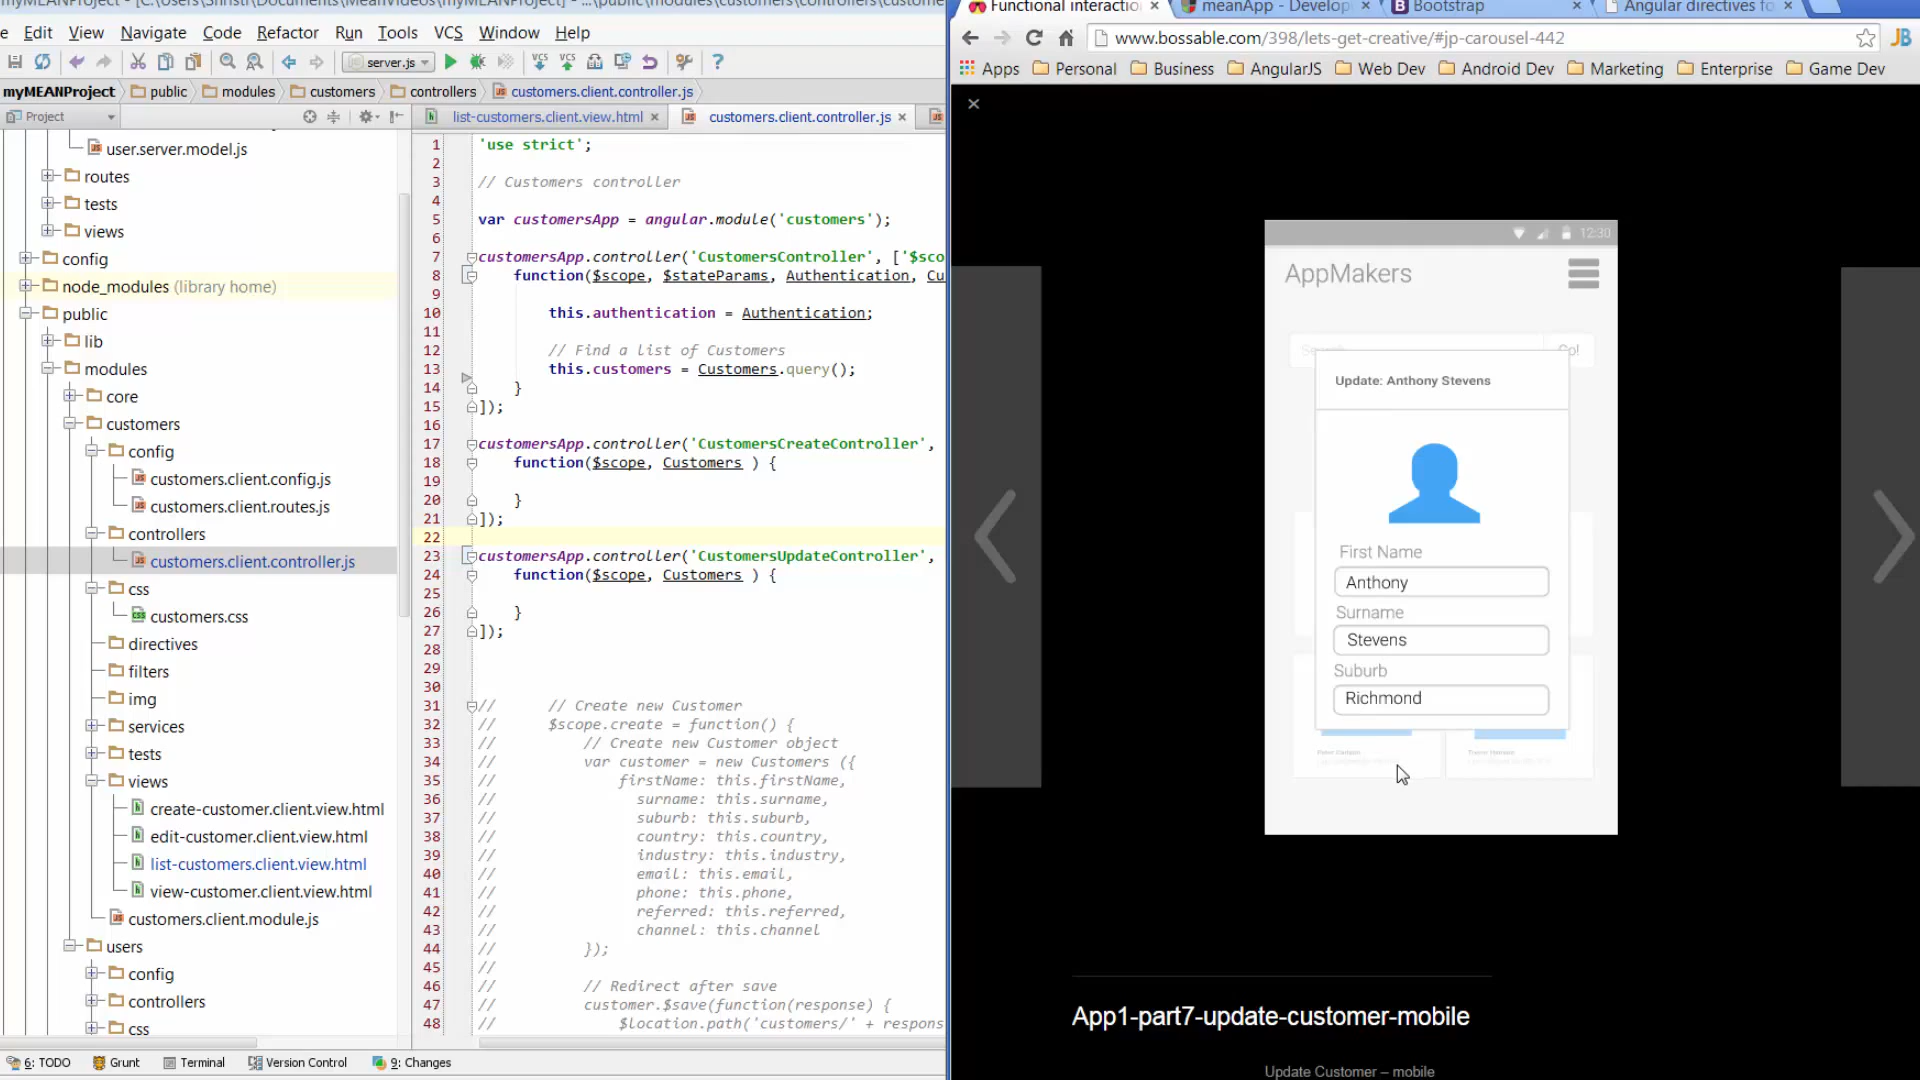 myMEANProject - [C:\Users\Shristi\Documents\MeanVideos\myMEANProject] - ...\public\modules\customers\controllers\custome
e Edit View Navigate Code Refactor Run Tools VCS Window Help
server.js
myMEANProject public modules customers controllers customers.client.controller.js
Project
list-customers.client.view.html
customers.client.controller.js
user.server.model.js
routes
tests
views
config
node_modules (library home)
public
lib
modules
core
customers
config
customers.client.config.js
customers.client.routes.js
controllers
customers.client.controller.js
css
customers.css
directives
filters
img
services
tests
views
create-customer.client.view.html
edit-customer.client.view.html
list-customers.client.view.html
view-customer.client.view.html
customers.client.module.js
users
config
controllers
css
1 'use strict';
2
3 // Customers controller
4
5 var customersApp = angular.module('customers');
6
7 customersApp.controller('CustomersController', ['$sco
8 function($scope, $stateParams, Authentication, Cu
9
10 this.authentication = Authentication;
11
12 // Find a list of Customers
13 this.customers = Customers.query();
14 }
15 ]);
16
17 customersApp.controller('CustomersCreateController',
18 function($scope, Customers ) {
19
20 }
21 ]);
22
23 customersApp.controller('CustomersUpdateController',
24 function($scope, Customers ) {
25
26 }
27 ]);
28
29
30
31 // // Create new Customer
32 // $scope.create = function() {
33 // // Create new Customer object
34 // var customer = new Customers ({
35 // firstName: this.firstName,
36 // surname: this.surname,
37 // suburb: this.suburb,
38 // country: this.country,
39 // industry: this.industry,
40 // email: this.email,
41 // phone: this.phone,
42 // referred: this.referred,
43 // channel: this.channel
44 // });
45 //
46 // // Redirect after save
47 // customer.$save(function(response) {
48 // $location.path('customers/' + respons
6: TODO Grunt Terminal Version Control 9: Changes
Functional interactio
meanApp - Develop
Bootstrap
Angular directives fo
www.bossable.com/398/lets-get-creative/#jp-carousel-442
JB
Apps Personal Business AngularJS Web Dev Android Dev Marketing Enterprise Game Dev
12:30
AppMakers
Search
Go!
Update: Anthony Stevens
First Name
Anthony
Surname
Stevens
Suburb
Richmond
App1-part7-update-customer-mobile
Update Customer – mobile